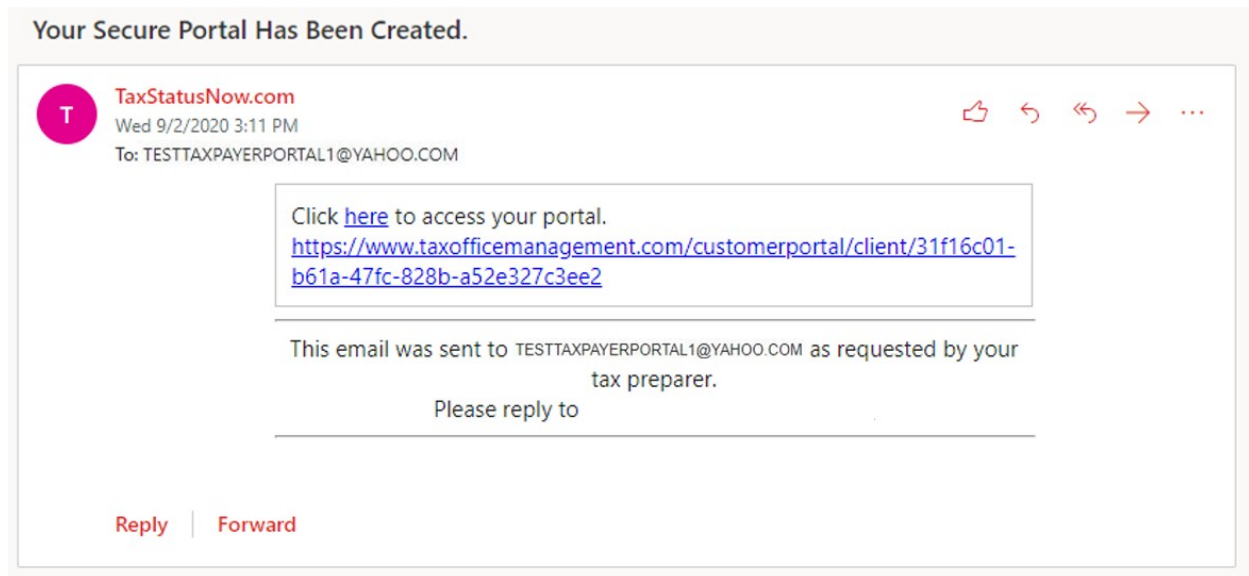 Your Secure Portal Has Been Created.
T
TaxStatusNow.com
Wed 9/2/2020 3:11 PM
To: TESTTAXPAYERPORTAL1@YAHOO.COM
Click here to access your portal.
https://www.taxofficemanagement.com/customerportal/client/31f16c01-
b61a-47fc-828b-a52e327c3ee2
This email was sent to TESTTAXPAYERPORTAL1@YAHOO.COM as requested by your
tax preparer.
Please reply to
Reply Forward